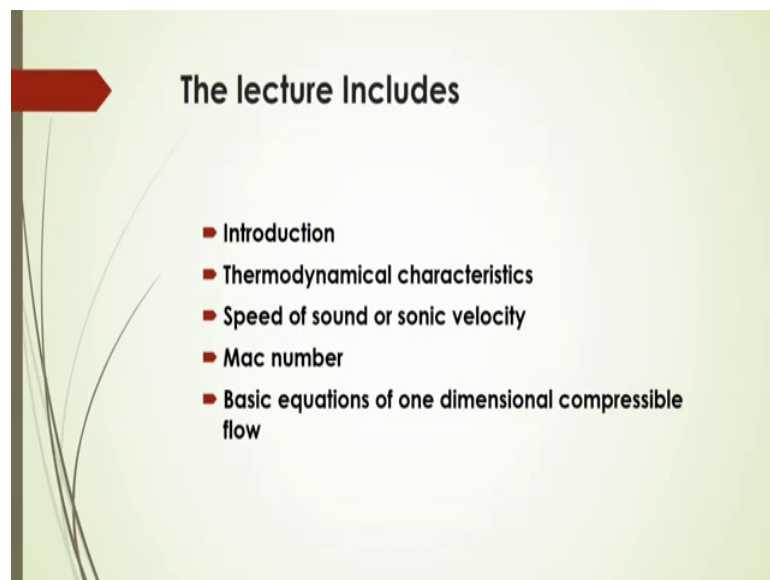 The lecture Includes
Introduction
Thermodynamical characteristics
Speed of sound or sonic velocity
Mac number
Basic equations of one dimensional compressible
flow